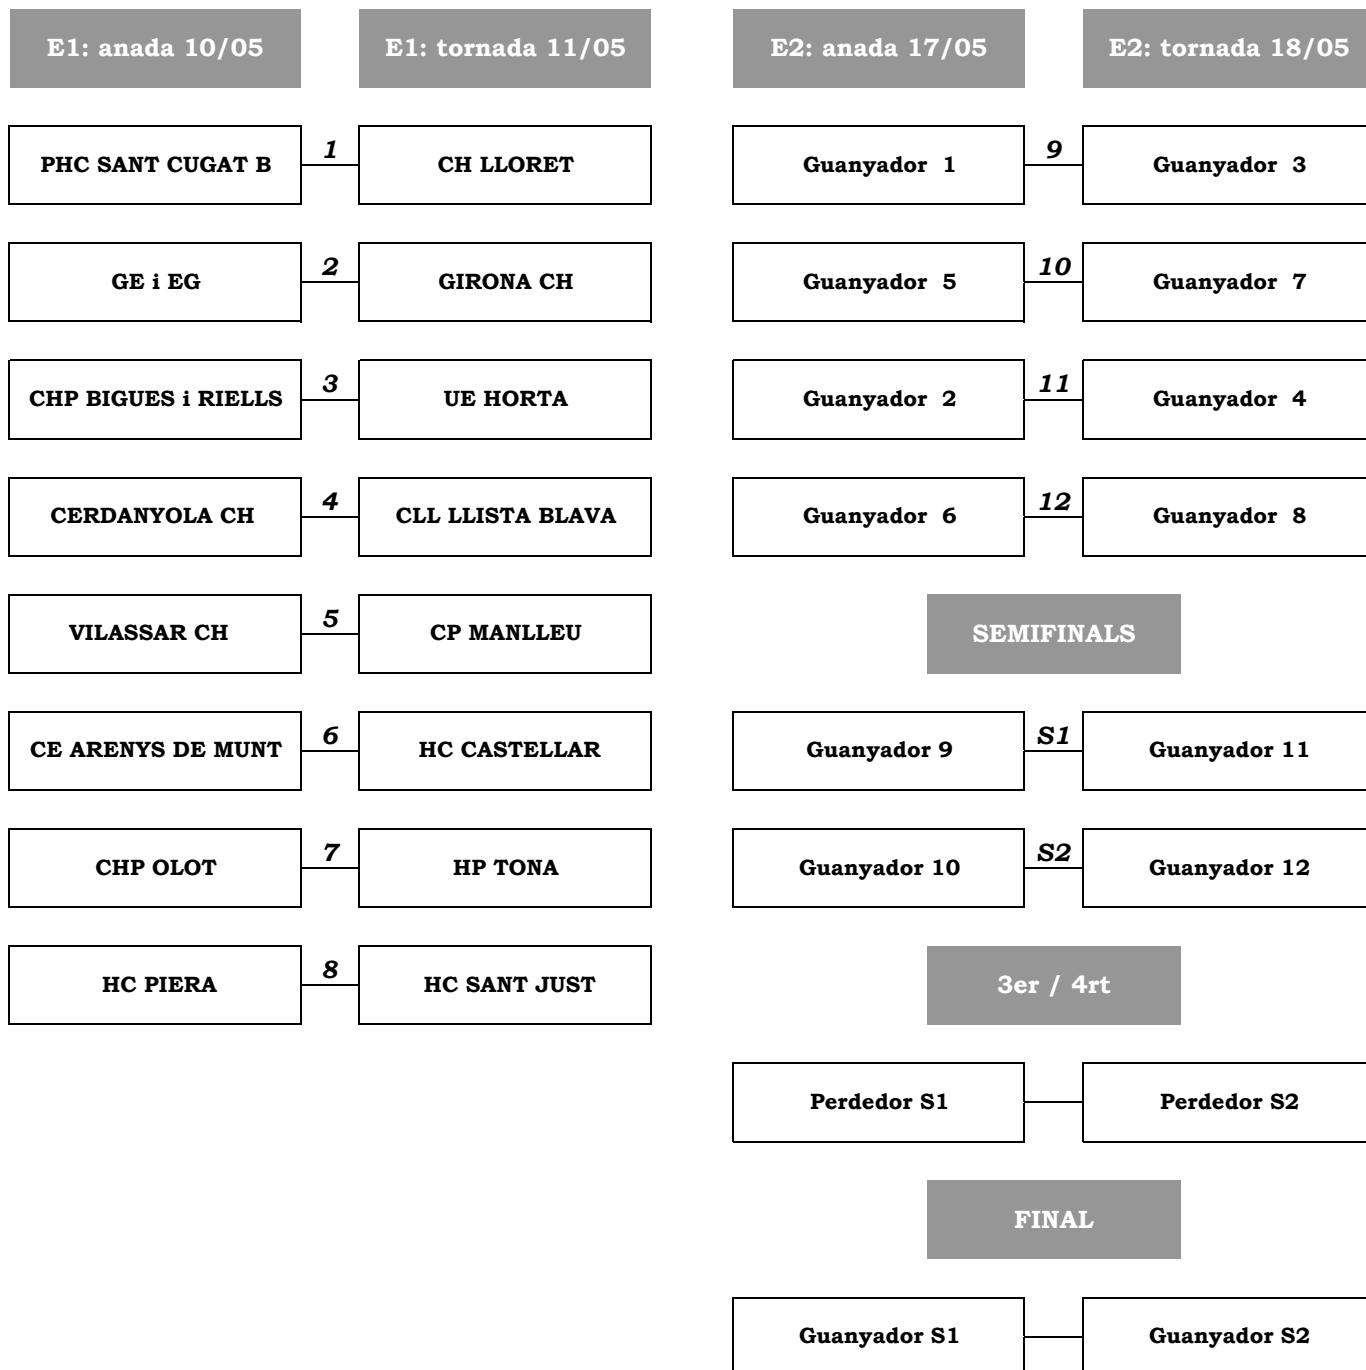 E1: anada 10/05
E1: tornada 11/05
PHC SANT CUGAT B
1
CH LLORET
GE i EG
2
GIRONA CH
CHP BIGUES i RIELLS
3
UE HORTA
CERDANYOLA CH
4
CLL LLISTA BLAVA
VILASSAR CH
5
CP MANLLEU
CE ARENYS DE MUNT
6
HC CASTELLAR
CHP OLOT
7
HP TONA
HC PIERA
8
HC SANT JUST
E2: anada 17/05
E2: tornada 18/05
Guanyador 1
9
Guanyador 3
Guanyador 5
10
Guanyador 7
Guanyador 2
11
Guanyador 4
Guanyador 6
12
Guanyador 8
SEMIFINALS
Guanyador 9
S1
Guanyador 11
Guanyador 10
S2
Guanyador 12
3er / 4rt
Perdedor S1
Perdedor S2
FINAL
Guanyador S1
Guanyador S2